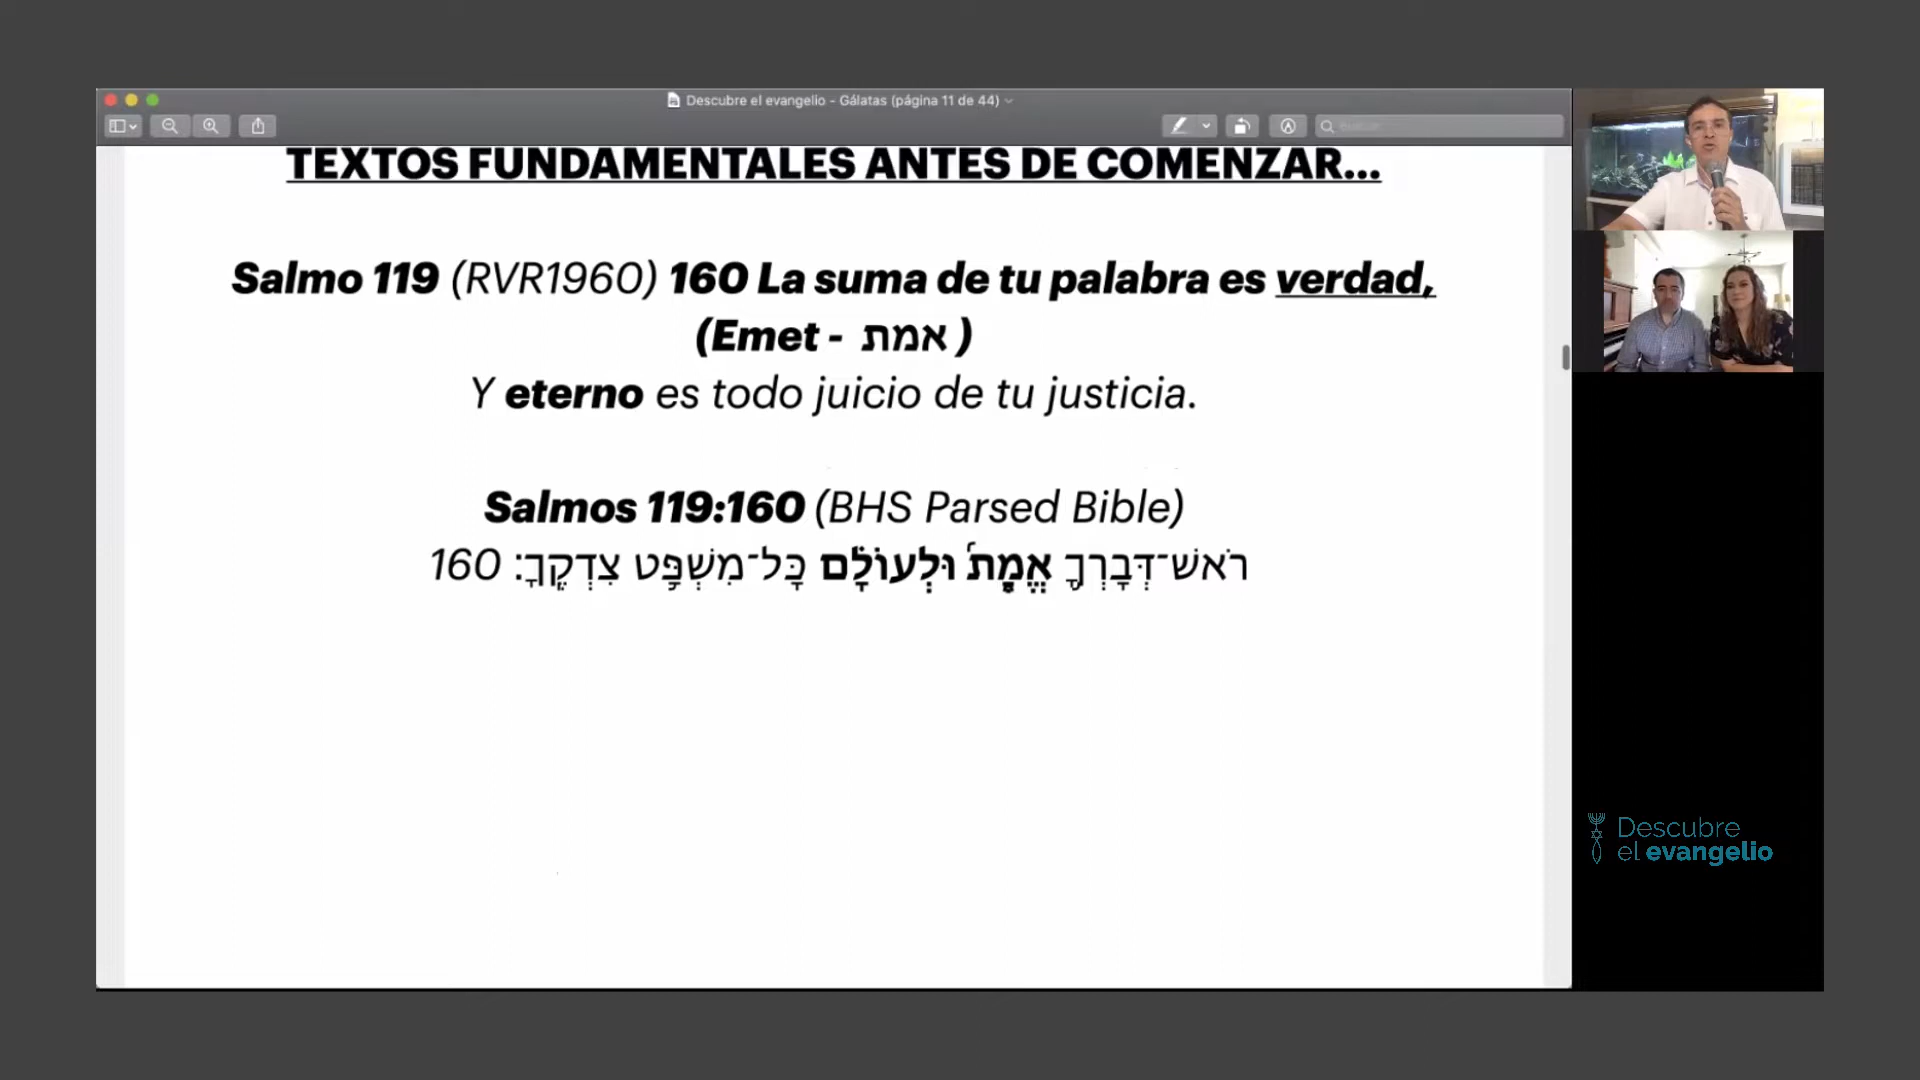 Descubre el evangelio - Gálatas (página 11 de 44)
TEXTOS FUNDAMENTALES ANTES DE COMENZAR...
Salmo 119 (RVR1960) 160 La suma de tu palabra es verdad,
(Emet - אמת )
Y eterno es todo juicio de tu justicia.
Salmos 119:160 (BHS Parsed Bible)
רֹאשׁ־דְּבָרְךָ֥ אֱמֶ֑ת֗ וּלְעוֹלָ֗ם כָּל־מִשְׁפַּ֥ט צִדְקֶֽךָ׃ 160
Descubre
el evangelio